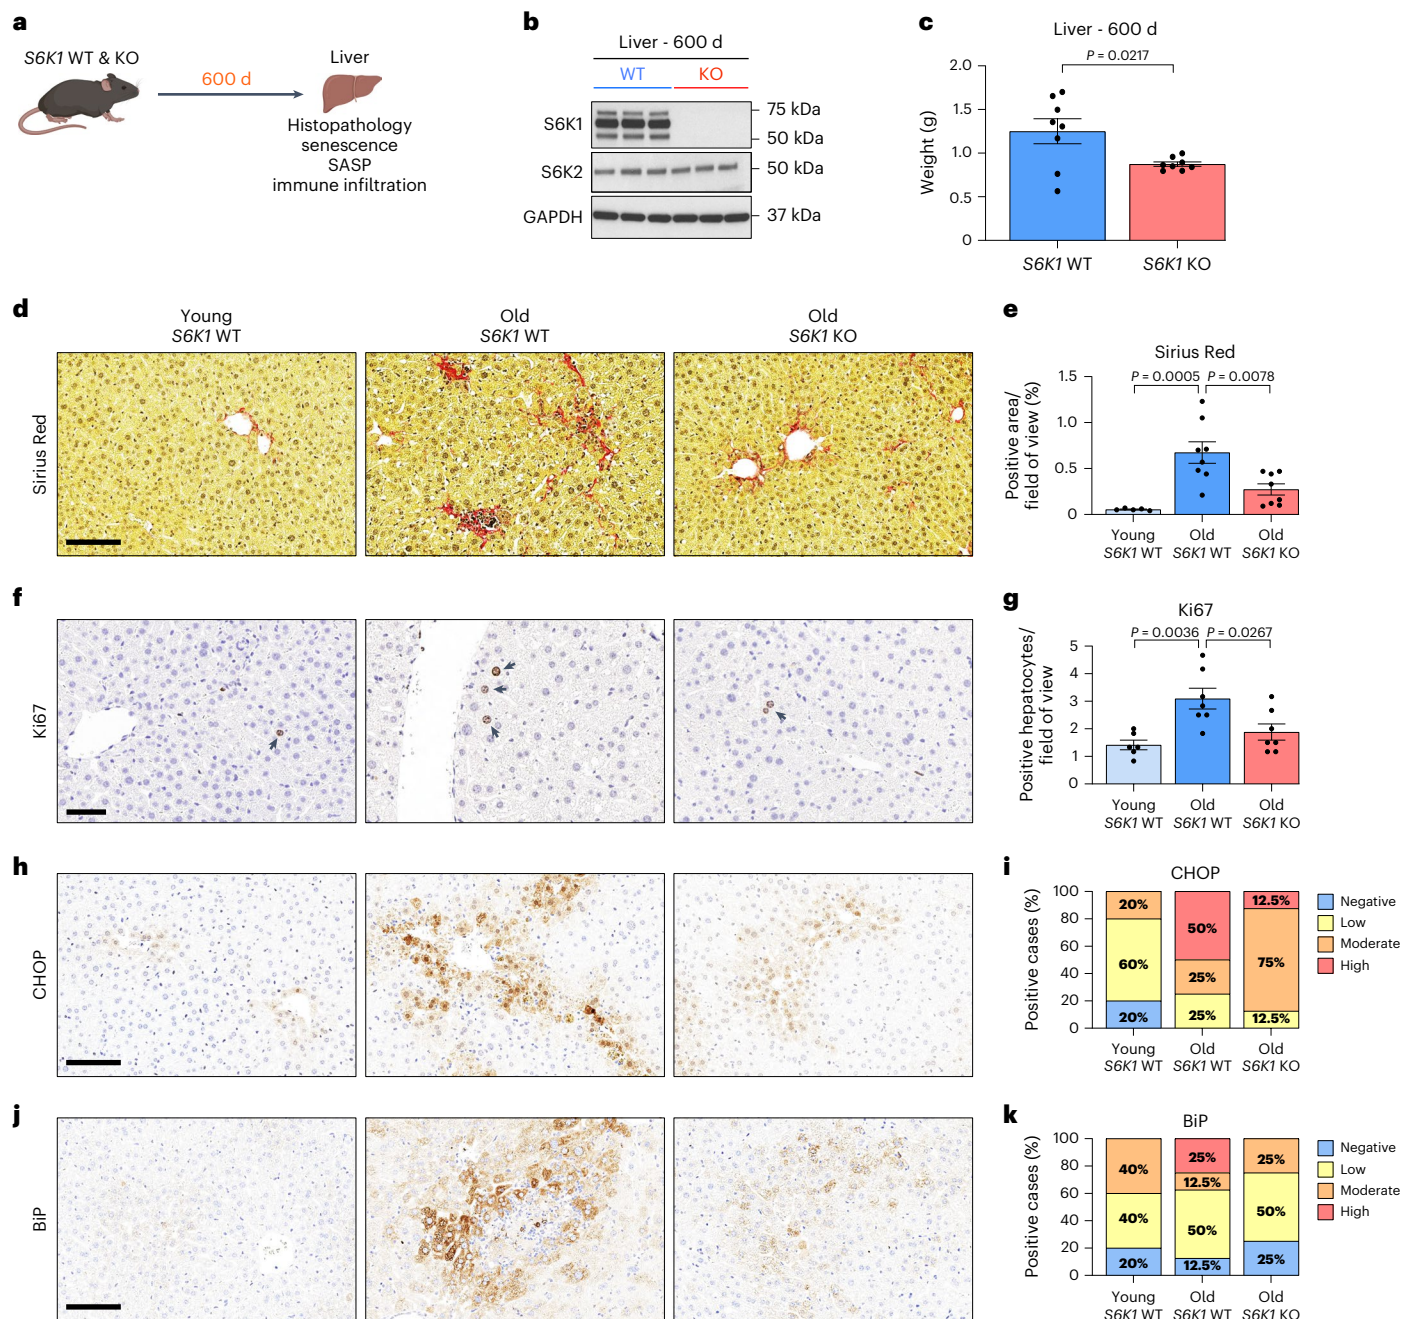 a
S6K1 WT & KO
600 d
Liver
Histopathology
senescence
SASP
immune infiltration
b
Liver - 600 d
WT
KO
S6K1
75 kDa
50 kDa
S6K2
50 kDa
GAPDH
37 kDa
c
Liver - 600 d
P = 0.0217
Weight (g)
2.0
1.5
1.0
0.5
0
S6K1 WT
S6K1 KO
d
Young
S6K1 WT
Old
S6K1 WT
Old
S6K1 KO
Sirius Red
e
Sirius Red
P = 0.0005
P = 0.0078
Positive area/
field of view (%)
1.5
1.0
0.5
0
Young
S6K1 WT
Old
S6K1 WT
Old
S6K1 KO
f
Ki67
g
Ki67
P = 0.0036
P = 0.0267
Positive hepatocytes/
field of view
5
4
3
2
1
0
Young
S6K1 WT
Old
S6K1 WT
Old
S6K1 KO
h
CHOP
i
CHOP
Positive cases (%)
100
80
60
40
20
0
20%
60%
20%
50%
25%
25%
12.5%
75%
12.5%
Young
S6K1 WT
Old
S6K1 WT
Old
S6K1 KO
Negative
Low
Moderate
High
j
BiP
k
BiP
Positive cases (%)
100
80
60
40
20
0
40%
40%
20%
25%
12.5%
50%
12.5%
25%
50%
25%
Young
S6K1 WT
Old
S6K1 WT
Old
S6K1 KO
Negative
Low
Moderate
High